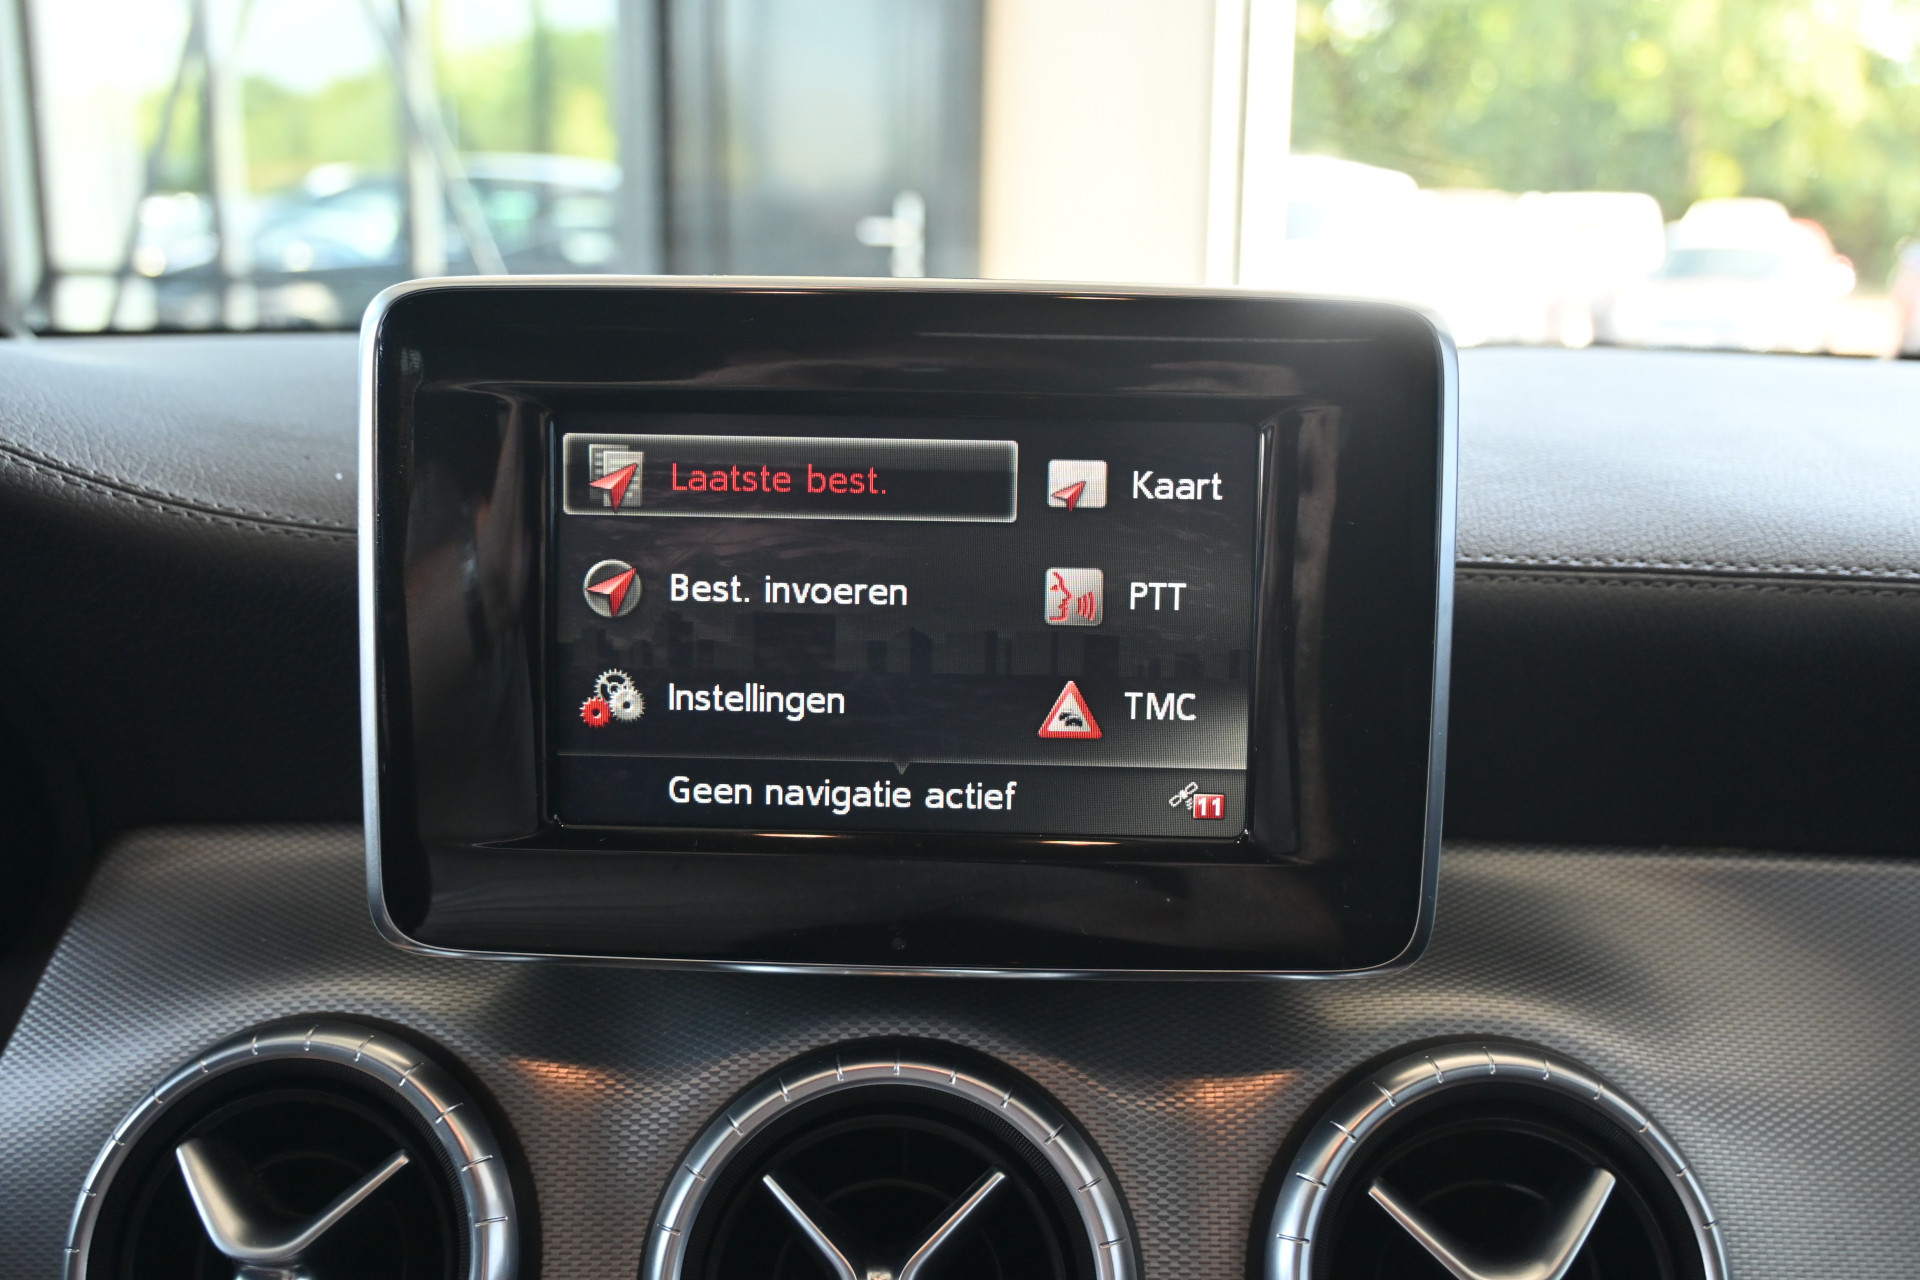 Laatste best.
Kaart
Best. invoeren
PTT
Instellingen
TMC
Geen navigatie actief
11